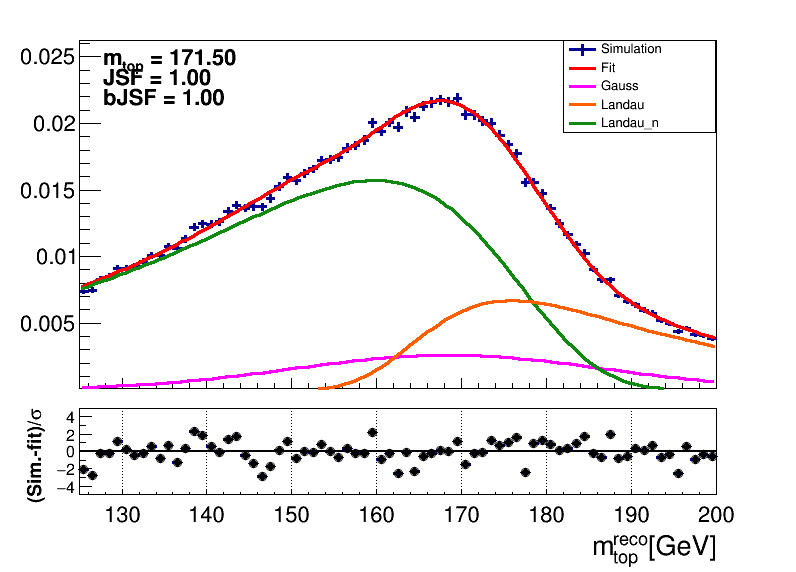 m_top = 171.50
JSF = 1.00
bJSF = 1.00
Simulation
Fit
Gauss
Landau
Landau_n
0.025
0.02
0.015
0.01
0.005
(Sim.-fit)/σ
4
2
0
−2
−4
130 140 150 160 170 180 190 200
m_top^reco[GeV]